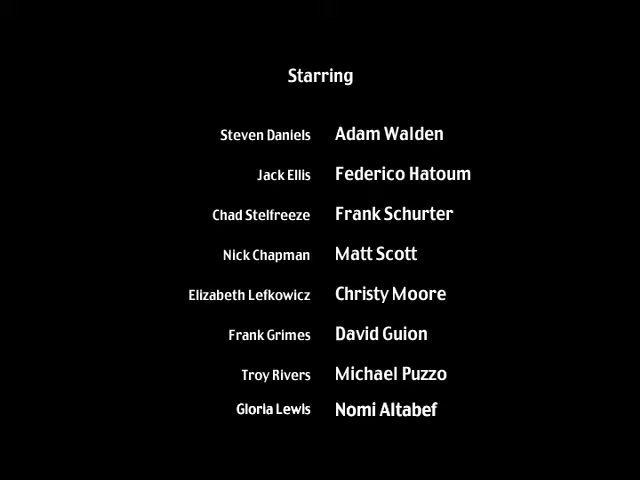 Starring
Steven Daniels Adam Walden
Jack Ellis Federico Hatoum
Chad Stelfreeze Frank Schurter
Nick Chapman Matt Scott
Elizabeth Lefkowicz Christy Moore
Frank Grimes David Guion
Troy Rivers Michael Puzzo
Gloria Lewis Nomi Altabef